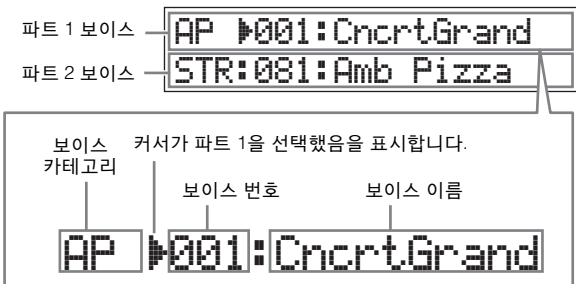 파트 1 보이스
AP ▶001:CncrtGrand
파트 2 보이스
STR:081:Amb Pizza
보이스 카테고리
커서가 파트 1을 선택했음을 표시합니다.
보이스 번호
보이스 이름
AP ▶001:CncrtGrand